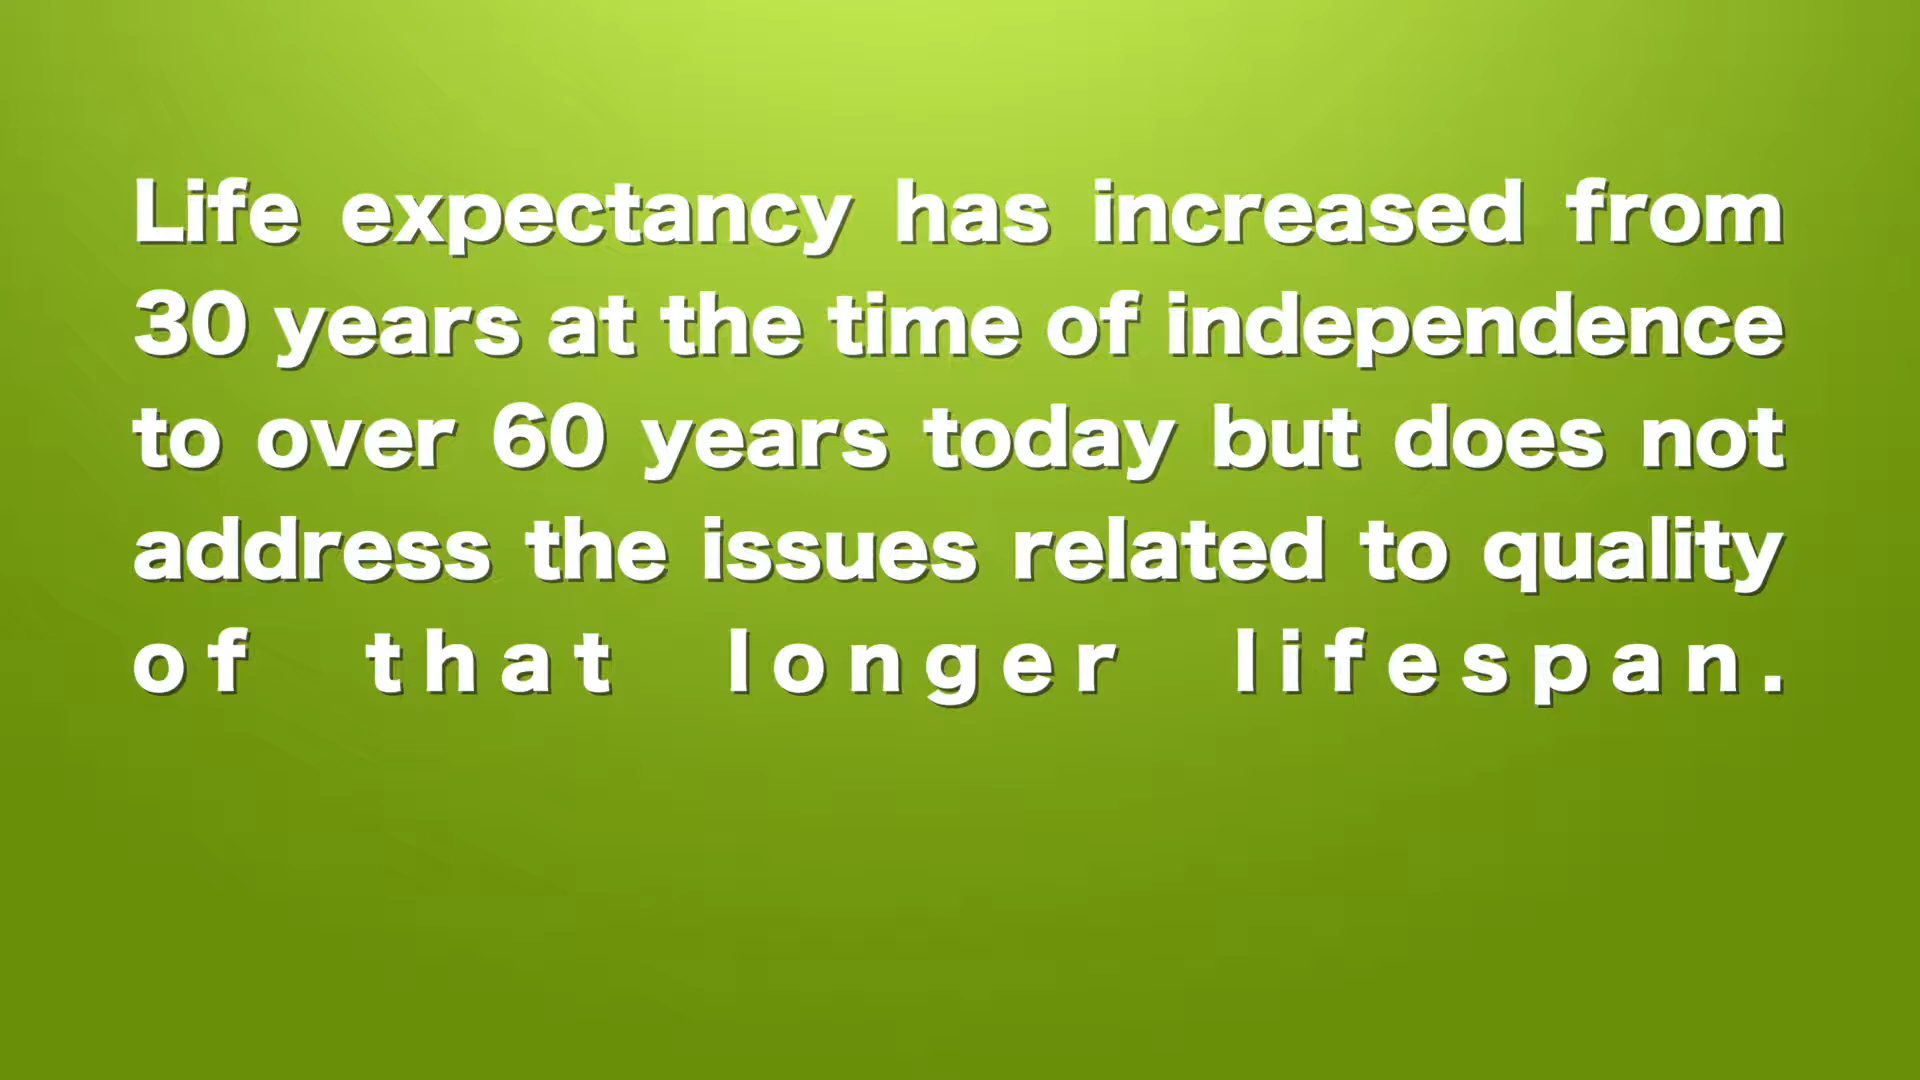 Life expectancy has increased from
30 years at the time of independence
to over 60 years today but does not
address the issues related to quality
of that longer lifespan.